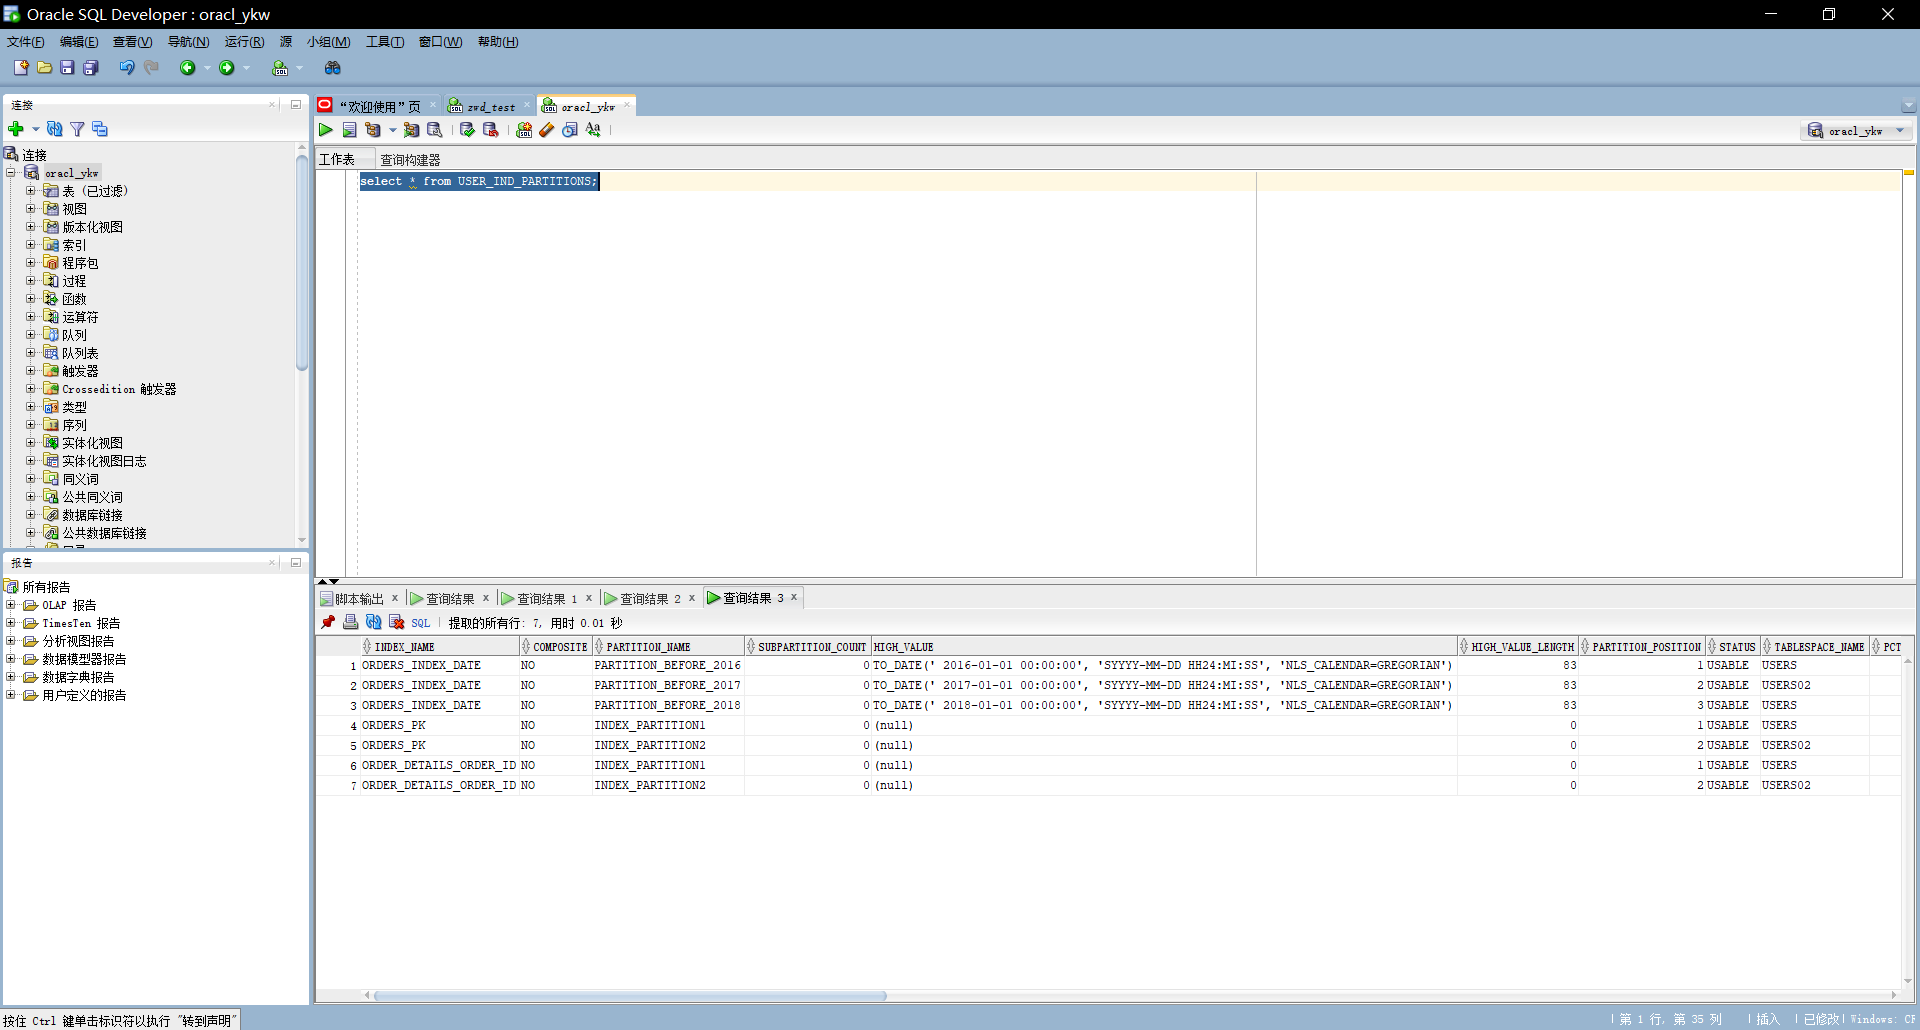 Oracle SQL Developer : oracl_ykw
文件(F) 编辑(E) 查看(V) 导航(N) 运行(R) 源 小组(M) 工具(T) 窗口(W) 帮助(H)
连接
连接
oracl_ykw
表 (已过滤)
视图
版本化视图
索引
程序包
过程
函数
运算符
队列
队列表
触发器
Crossedition 触发器
类型
序列
实体化视图
实体化视图日志
同义词
公共同义词
数据库链接
公共数据库链接
报告
所有报告
OLAP 报告
TimesTen 报告
分析视图报告
数据模型器报告
数据字典报告
用户定义的报告
“欢迎使用”页 zwd_test oracl_ykw
oracl_ykw
工作表 查询构建器
select * from USER_IND_PARTITIONS;
脚本输出 查询结果 查询结果 1 查询结果 2 查询结果 3
SQL 提取的所有行: 7, 用时 0.01 秒
INDEX_NAME COMPOSITE PARTITION_NAME SUBPARTITION_COUNT HIGH_VALUE HIGH_VALUE_LENGTH PARTITION_POSITION STATUS TABLESPACE_NAME PCT
1 ORDERS_INDEX_DATE NO PARTITION_BEFORE_2016 0 TO_DATE(' 2016-01-01 00:00:00', 'SYYYY-MM-DD HH24:MI:SS', 'NLS_CALENDAR=GREGORIAN') 83 1 USABLE USERS
2 ORDERS_INDEX_DATE NO PARTITION_BEFORE_2017 0 TO_DATE(' 2017-01-01 00:00:00', 'SYYYY-MM-DD HH24:MI:SS', 'NLS_CALENDAR=GREGORIAN') 83 2 USABLE USERS02
3 ORDERS_INDEX_DATE NO PARTITION_BEFORE_2018 0 TO_DATE(' 2018-01-01 00:00:00', 'SYYYY-MM-DD HH24:MI:SS', 'NLS_CALENDAR=GREGORIAN') 83 3 USABLE USERS
4 ORDERS_PK NO INDEX_PARTITION1 0 (null) 0 1 USABLE USERS
5 ORDERS_PK NO INDEX_PARTITION2 0 (null) 0 2 USABLE USERS02
6 ORDER_DETAILS_ORDER_ID NO INDEX_PARTITION1 0 (null) 0 1 USABLE USERS
7 ORDER_DETAILS_ORDER_ID NO INDEX_PARTITION2 0 (null) 0 2 USABLE USERS02
按住 Ctrl 键单击标识符以执行 "转到声明"
第 1 行, 第 35 列 插入 已修改 Windows: CF